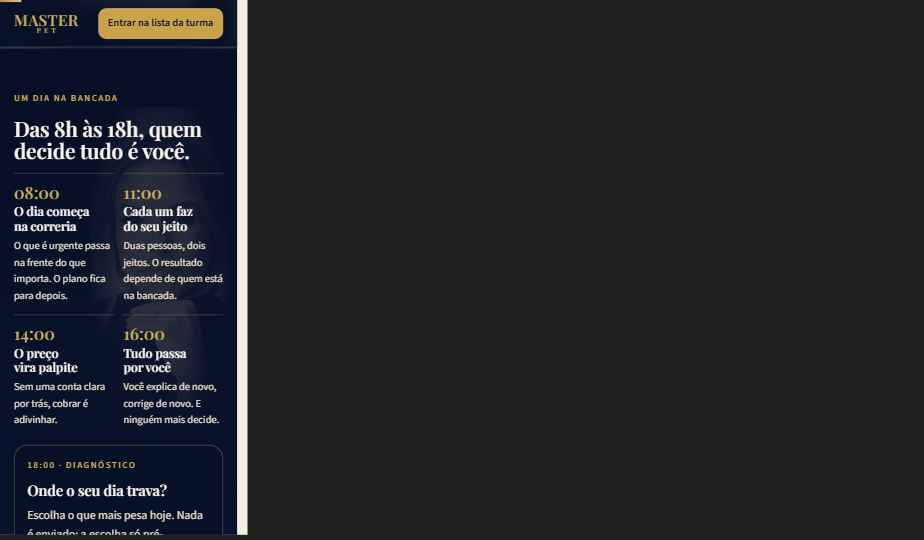 MASTER
PET
Entrar na lista da turma
UM DIA NA BANCADA
Das 8h às 18h, quem
decide tudo é você.
08:00
O dia começa
na correria
O que é urgente passa
na frente do que
importa. O plano fica
para depois.
11:00
Cada um faz
do seu jeito
Duas pessoas, dois
jeitos. O resultado
depende de quem está
na bancada.
14:00
O preço
vira palpite
Sem uma conta clara
por trás, cobrar é
adivinhar.
16:00
Tudo passa
por você
Você explica de novo,
corrige de novo. E
ninguém mais decide.
18:00 · DIAGNÓSTICO
Onde o seu dia trava?
Escolha o que mais pesa hoje. Nada
é enviado: a escolha só pré-